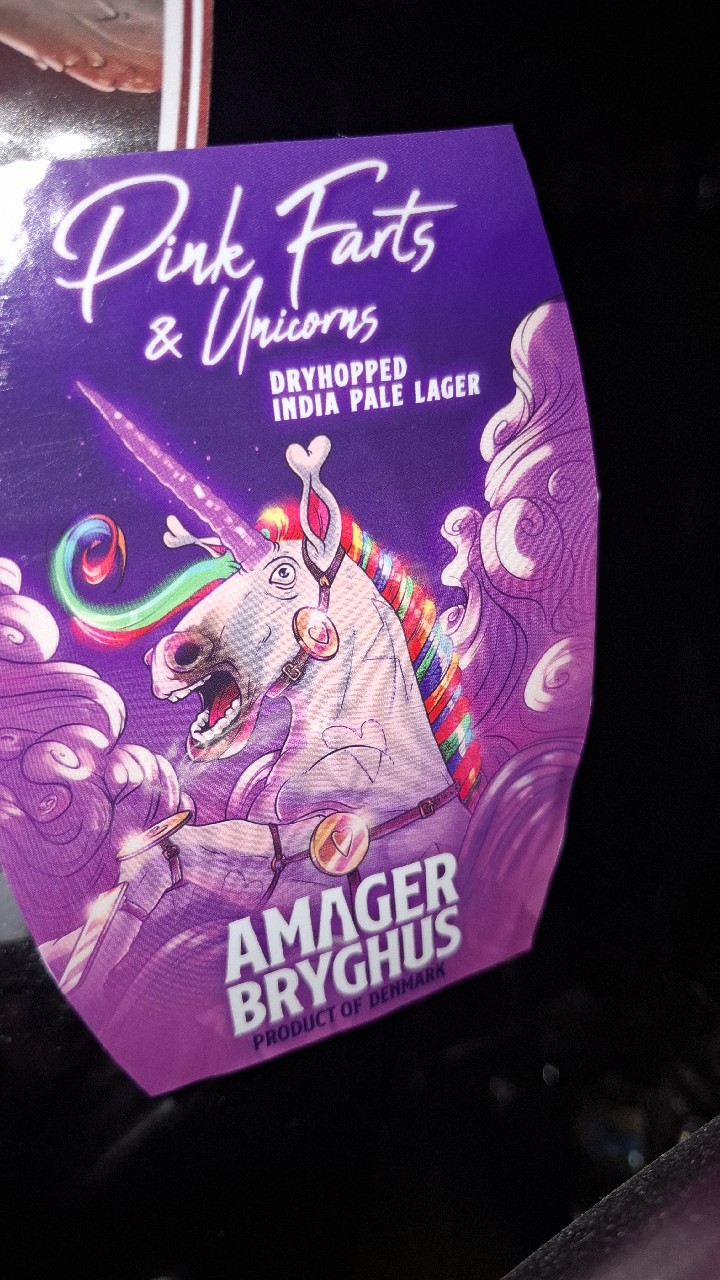 Pink Farts
& Unicorns
DRYHOPPED
INDIA PALE LAGER
AMAGER
BRYGHUS
PRODUCT OF DENMARK